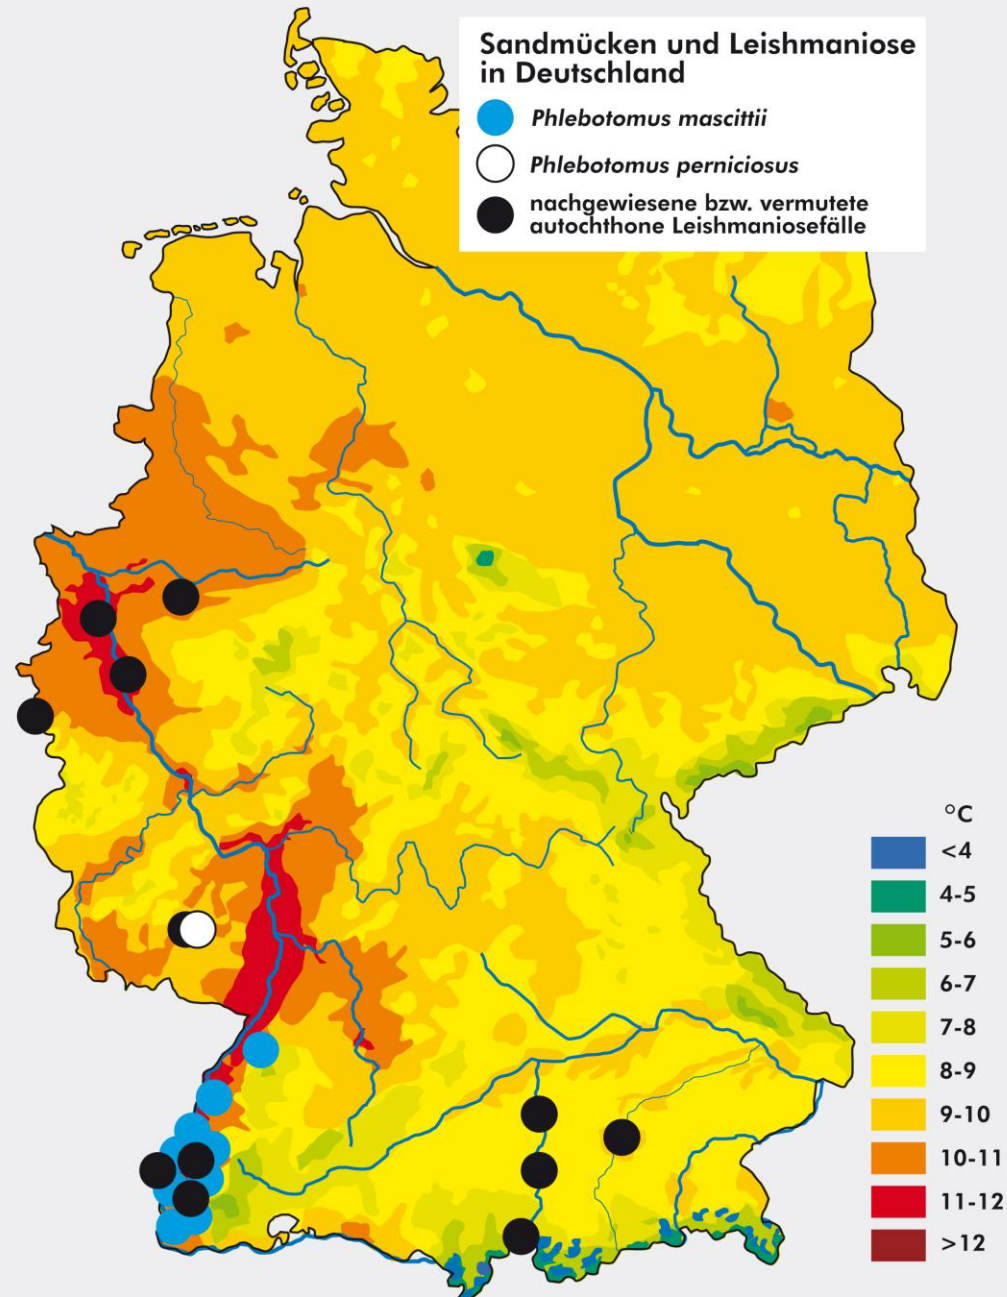 Sandmücken und Leishmaniose
in Deutschland
Phlebotomus mascittii
Phlebotomus perniciosus
nachgewiesene bzw. vermutete
autochthone Leishmaniosefälle
°C
<4
4-5
5-6
6-7
7-8
8-9
9-10
10-11
11-12
>12